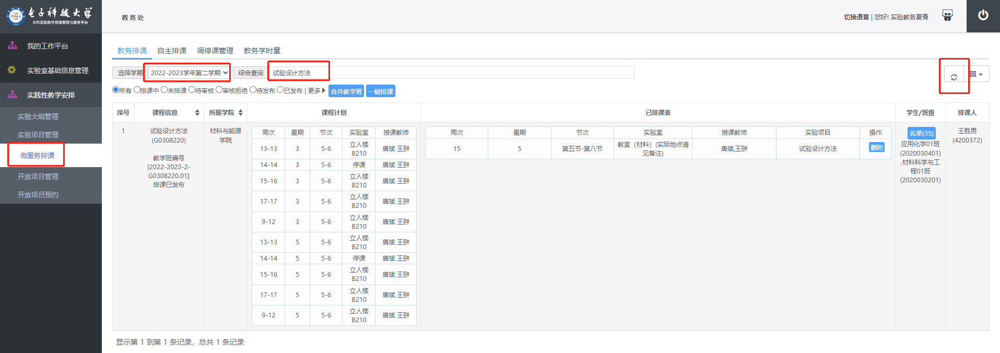 电子科技大学
本科实验教学资源管理与服务平台
教务处
切换语言 | 您好! 实验教务夏青
我的工作平台
实验室基础信息管理
实践性教学安排
实验大纲管理
实验项目管理
微服务排课
开放项目管理
开放项目预约
教务排课 自主排课 调停课管理 教务学时量
选择学期 2022-2023学年第二学期 综合查询 试验设计方法
所有 排课中 未排课 待审核 审核拒绝 待发布 已发布 | 更多 合并教学班 一键排课
序号 课程信息 所属学院 课程计划 已排课表 学生/班级 排课人
1
试验设计方法
(G0308220)
教学班编号
[2022-2023-2-
G0308220.01]
排课已发布
材料与能源
学院
周次 星期 节次 实验室 授课教师
13-13 3 5-6 立人楼
B210 唐斌 王翀
14-14 3 5-6 停课 唐斌 王翀
15-16 3 5-6 立人楼
B210 唐斌 王翀
17-17 3 5-6 立人楼
B210 唐斌 王翀
9-12 3 5-6 立人楼
B210 唐斌 王翀
13-13 5 5-6 立人楼
B210 唐斌 王翀
14-14 5 5-6 停课 唐斌 王翀
15-16 5 5-6 立人楼
B210 唐斌 王翀
17-17 5 5-6 立人楼
B210 唐斌 王翀
9-12 5 5-6 立人楼
B210 唐斌 王翀
周次 星期 节次 实验室 授课教师 实验项目 操作
15 5 第五节-第八节 教室（材料）(实际地点请
见备注) 唐斌,王翀 试验设计方法 删除
名单(35)
应用化学01班
(2020030401)
,材料科学与工
程01班
(2020030201)
王胜男
(4200372)
显示第 1 到第 1 条记录，总共 1 条记录